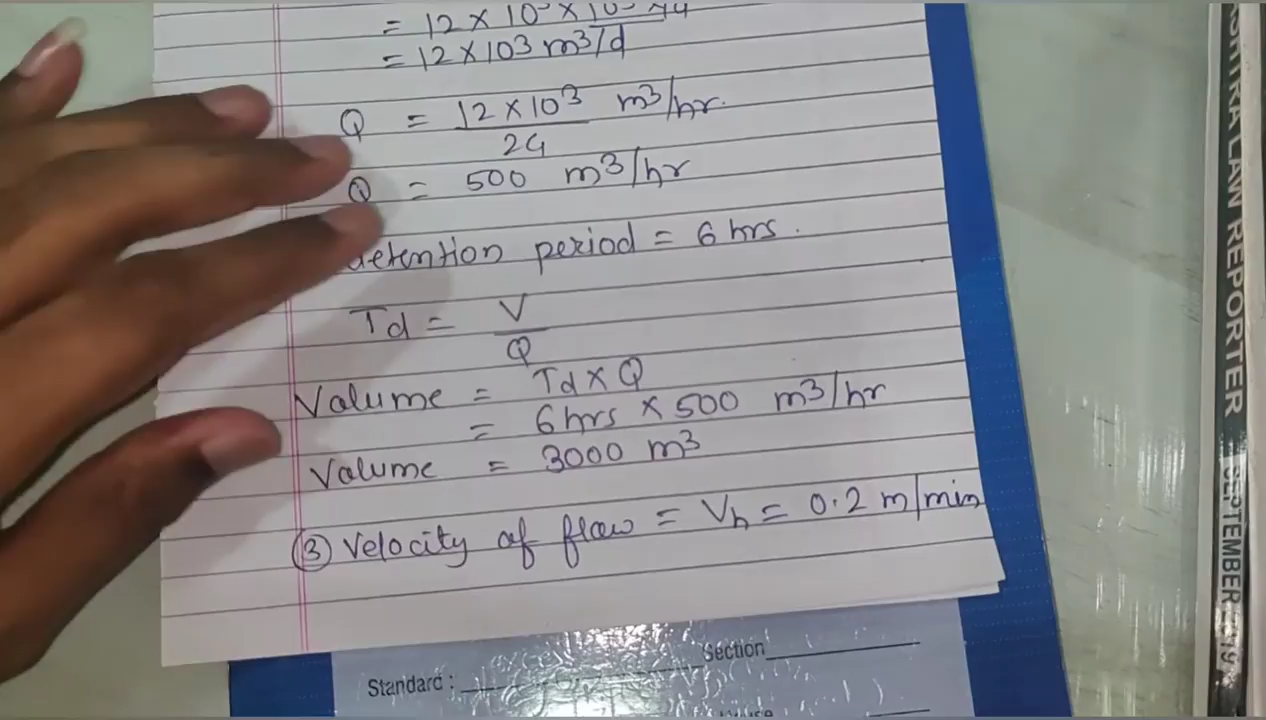 = 12 × 10
= 12 × 10³ m³/d
Q = 12 × 10³ m³/hr.
24
Q = 500 m³/hr
detention period = 6 hrs.
Td = V
Q
Volume = Td × Q
= 6 hrs × 500 m³/hr
Volume = 3000 m³
③ Velocity of flow = Vh = 0.2 m/min
Standard : Section
LAW REPORTER SEPTEMBER